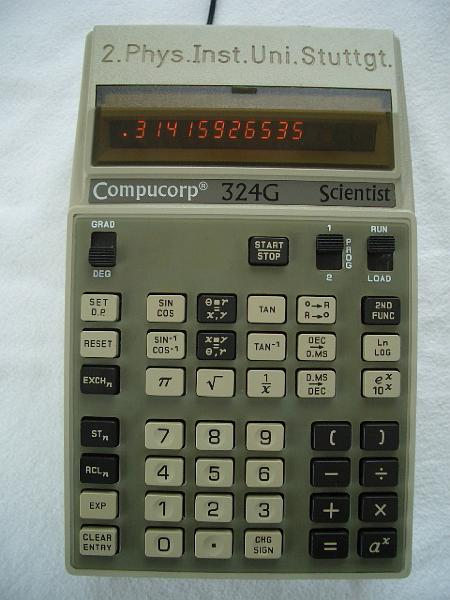 2.Phys.Inst.Uni.Stuttgt.
.31415926535
Compucorp® 324G Scientist
GRAD
DEG
START
STOP
1
PROG
2
RUN
LOAD
SET
D.P.
SIN
COS
θ=r
x,y
TAN
O→R
R→O
2ND
FUNC
RESET
SIN⁻¹
COS⁻¹
x=y
θ,r
TAN⁻¹
DEC
→
D.MS
Ln
LOG
EXCHn
π
√
1/x
D.MS
→
DEC
eˣ
10ˣ
STn
7
8
9
(
)
RCLn
4
5
6
−
÷
EXP
1
2
3
+
×
CLEAR
ENTRY
0
.
CHG
SIGN
=
aˣ